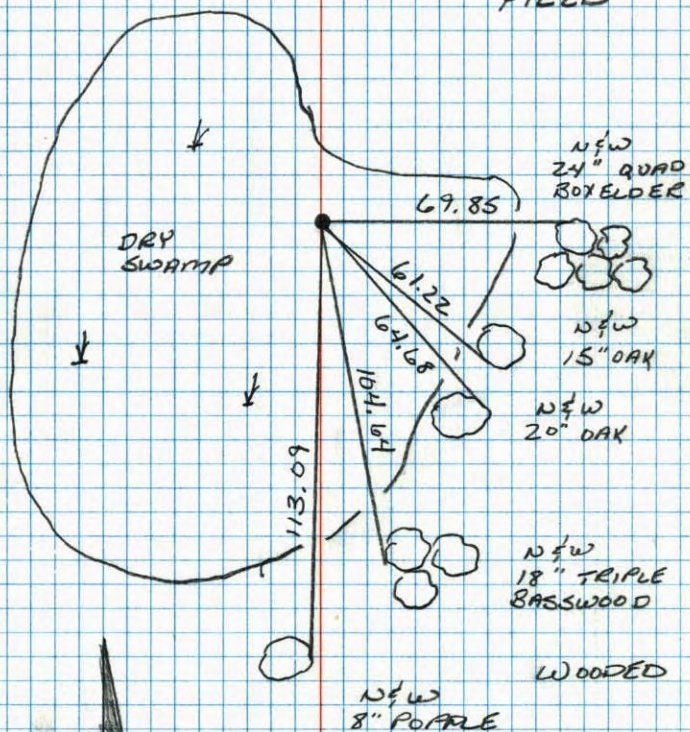 FIELD
N&W
24" QUAD
BOXELDER
69.85
DRY
SWAMP
61.22
N&W
15" OAK
64.68
N&W
20" OAK
104.64
113.09
N&W
18" TRIPLE
BASSWOOD
WOODED
N&W
8" POPPLE